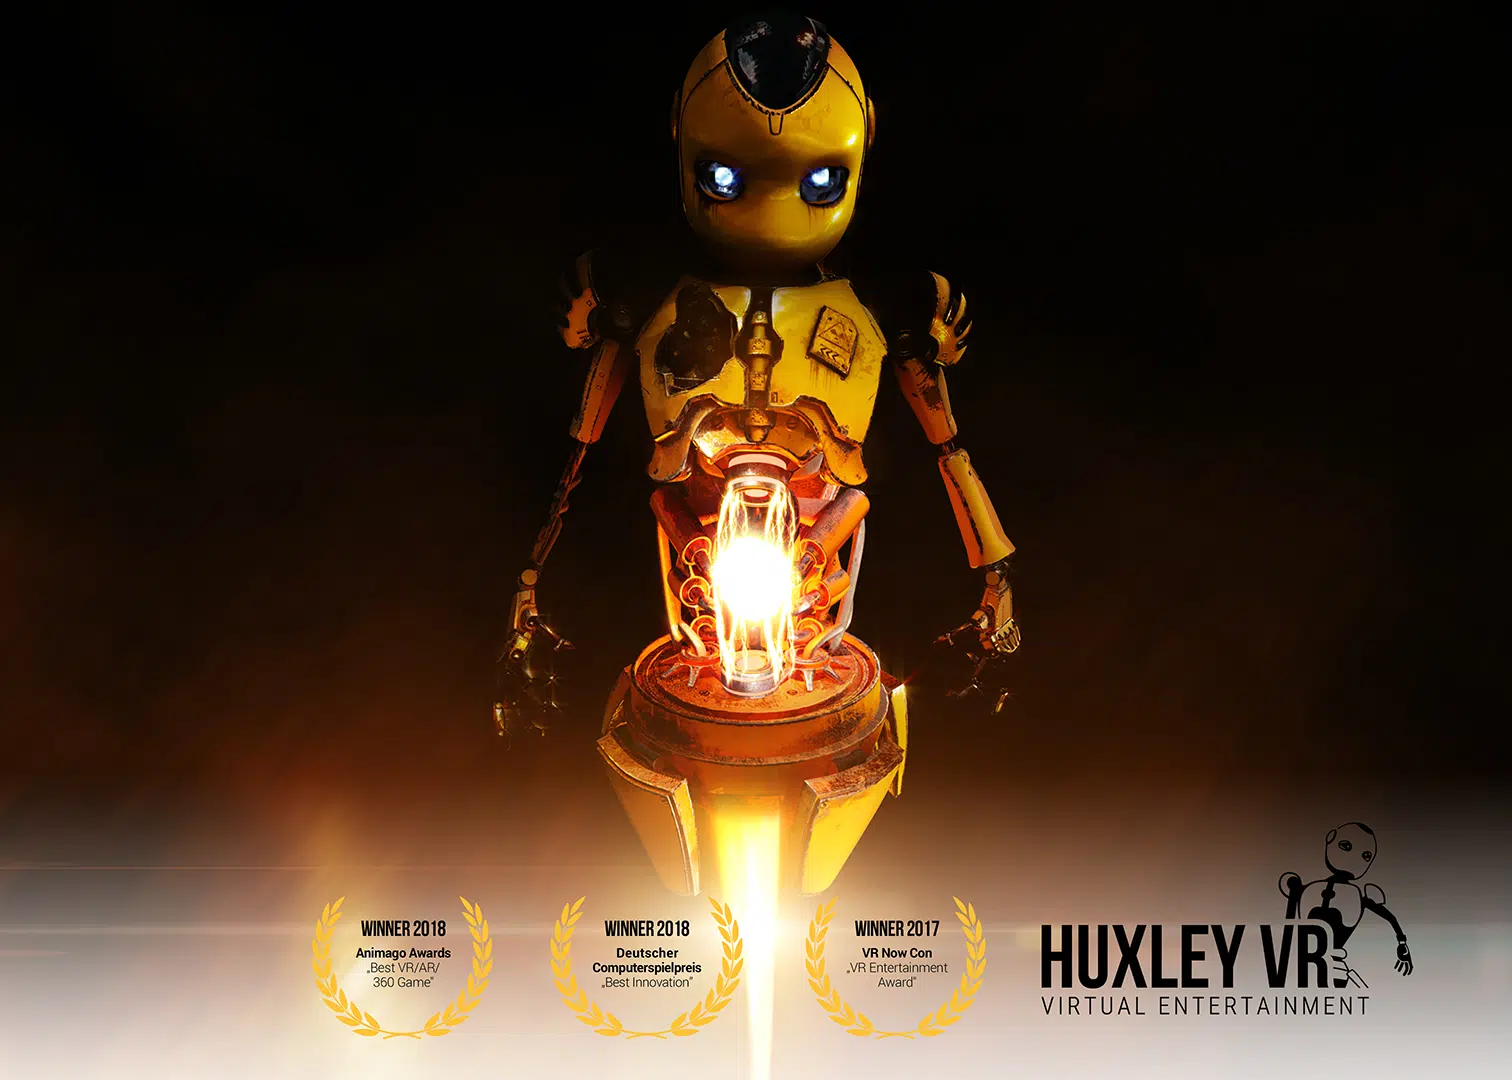 WINNER 2018
Animago Awards
„Best VR/AR/
360 Game"
WINNER 2018
Deutscher
Computerspielpreis
„Best Innovation"
WINNER 2017
VR Now Con
„VR Entertainment
Award"
HUXLEY VR
VIRTUAL ENTERTAINMENT